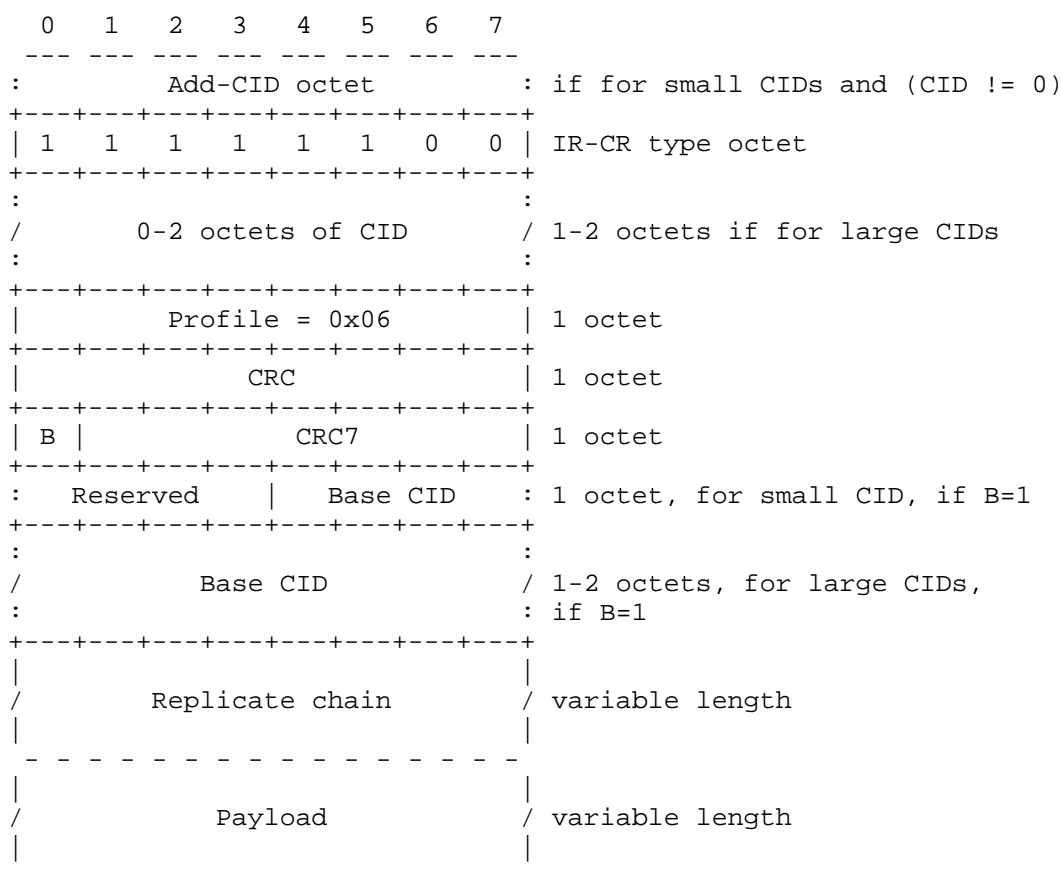 0   1   2   3   4   5   6   7
 --- --- --- --- --- --- --- ---
:         Add-CID octet         : if for small CIDs and (CID != 0)
+---+---+---+---+---+---+---+---+
| 1   1   1   1   1   1   0   0 | IR-CR type octet
+---+---+---+---+---+---+---+---+
:                               :
/       0-2 octets of CID       / 1-2 octets if for large CIDs
:                               :
+---+---+---+---+---+---+---+---+
|         Profile = 0x06        | 1 octet
+---+---+---+---+---+---+---+---+
|              CRC              | 1 octet
+---+---+---+---+---+---+---+---+
| B |             CRC7          | 1 octet
+---+---+---+---+---+---+---+---+
:   Reserved    |   Base CID    : 1 octet, for small CID, if B=1
+---+---+---+---+---+---+---+---+
:                               :
/           Base CID            / 1-2 octets, for large CIDs,
:                               : if B=1
+---+---+---+---+---+---+---+---+
|                               |
/        Replicate chain        / variable length
|                               |
 - - - - - - - - - - - - - - - -
|                               |
/            Payload            / variable length
|                               |